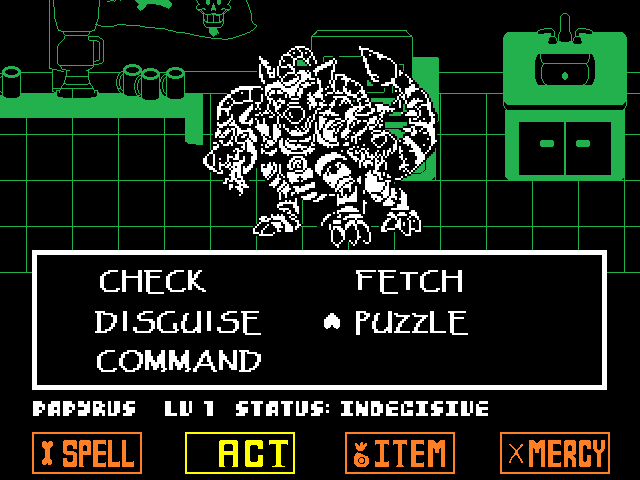 CHECK FETCH
DISGUISE PUZZLE
COMMAND
PAPYRUS LV 1 STATUS: INDECISIVE
SPELL ACT ITEM MERCY